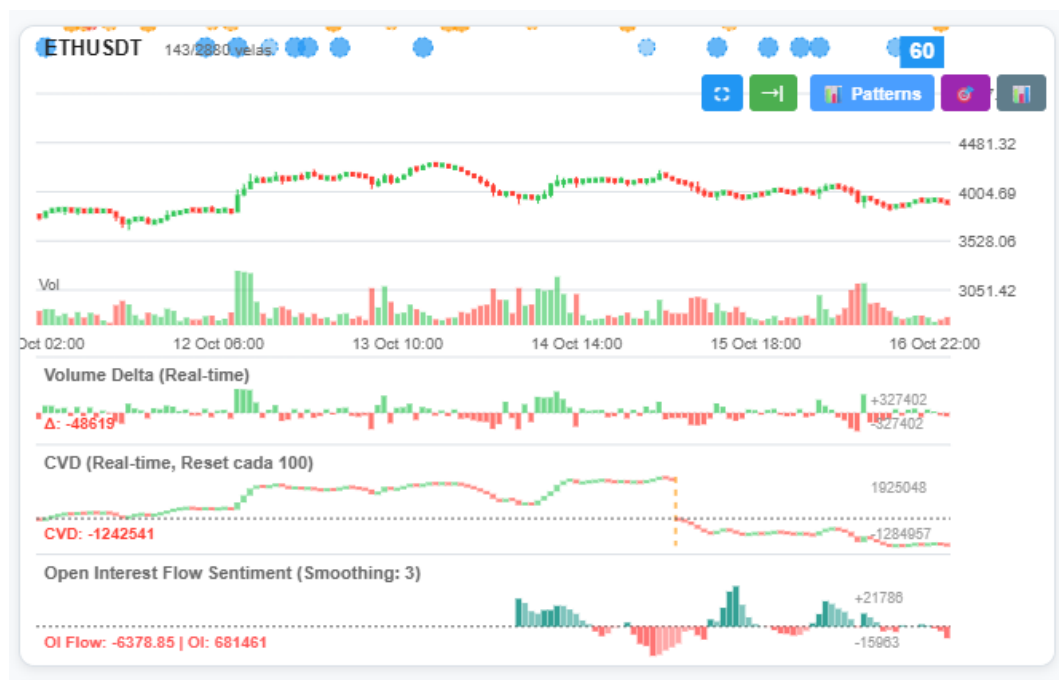 ETHUSDT 143/2880 velas.
60
→| Patterns
4481.32
4004.69
3528.06
Vol
3051.42
Oct 02:00 12 Oct 06:00 13 Oct 10:00 14 Oct 14:00 15 Oct 18:00 16 Oct 22:00
Volume Delta (Real-time)
+327402
Δ: -48619
-327402
CVD (Real-time, Reset cada 100)
1925048
CVD: -1242541
-1284957
Open Interest Flow Sentiment (Smoothing: 3)
+21786
OI Flow: -6378.85 | OI: 681461
-15963